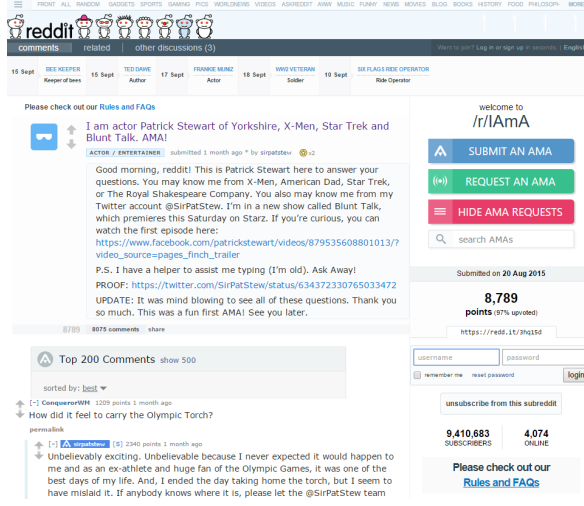 FRONT ALL RANDOM GADGETS SPORTS GAMING PICS WORLDNEWS VIDEOS ASKREDDIT AWW MUSIC FUNNY NEWS MOVIES BLOG BOOKS HISTORY FOOD PHILOSOPH MORE
reddit
comments related other discussions (3)
Want to join? Log in or sign up in seconds. | English
15 Sept BEE KEEPER Keeper of bees
15 Sept TED DAWE Author
17 Sept FRANKIE MUNIZ Actor
18 Sept WW2 VETERAN Soldier
10 Sept SIX FLAGS RIDE OPERATOR Ride Operator
Please check out our Rules and FAQs
I am actor Patrick Stewart of Yorkshire, X-Men, Star Trek and
Blunt Talk. AMA!
ACTOR / ENTERTAINER submitted 1 month ago * by sirpatstew x2
Good morning, reddit! This is Patrick Stewart here to answer your
questions. You may know me from X-Men, American Dad, Star Trek,
or The Royal Shakespeare Company. You also may know me from my
Twitter account @SirPatStew. I'm in a new show called Blunt Talk,
which premieres this Saturday on Starz. If you're curious, you can
watch the first episode here:
https://www.facebook.com/patrickstewart/videos/879535608801013/?
video_source=pages_finch_trailer
P.S. I have a helper to assist me typing (I'm old). Ask Away!
PROOF: https://twitter.com/SirPatStew/status/634372330765033472
UPDATE: It was mind blowing to see all of these questions. Thank you
so much. This was a fun first AMA! See you later.
8789 8075 comments share
Top 200 Comments show 500
sorted by: best
[-] ConquerorWM 1209 points 1 month ago
How did it feel to carry the Olympic Torch?
permalink
[-] sirpatstew [S] 2340 points 1 month ago
Unbelievably exciting. Unbelievable because I never expected it would happen to
me and as an ex-athlete and huge fan of the Olympic Games, it was one of the
best days of my life. And, I ended the day taking home the torch, but I seem to
have mislaid it. If anybody knows where it is, please let the @SirPatStew team
welcome to
/r/IAmA
SUBMIT AN AMA
REQUEST AN AMA
HIDE AMA REQUESTS
search AMAs
Submitted on 20 Aug 2015
8,789
points (97% upvoted)
https://redd.it/3hq15d
username password
remember me reset password login
unsubscribe from this subreddit
9,410,683 4,074
SUBSCRIBERS ONLINE
Please check out our
Rules and FAQs